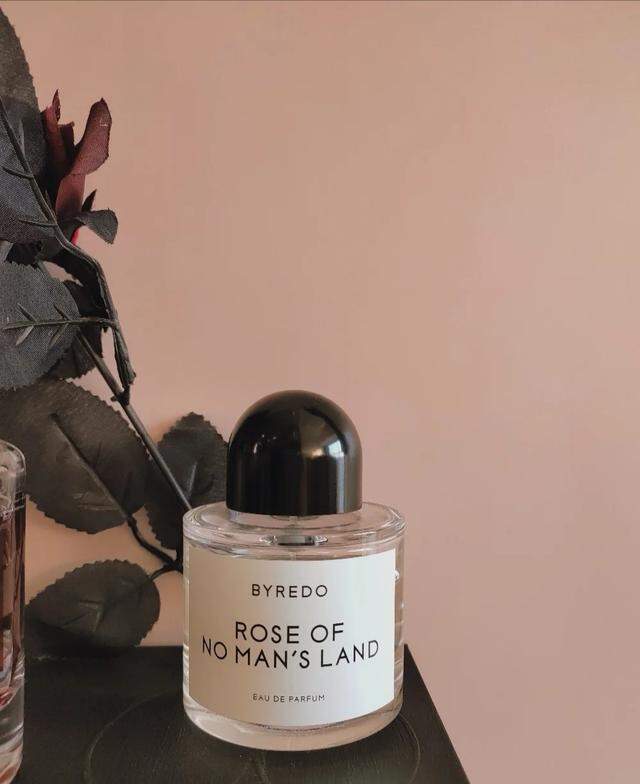 BYREDO
ROSE OF
NO MAN'S LAND
EAU DE PARFUM